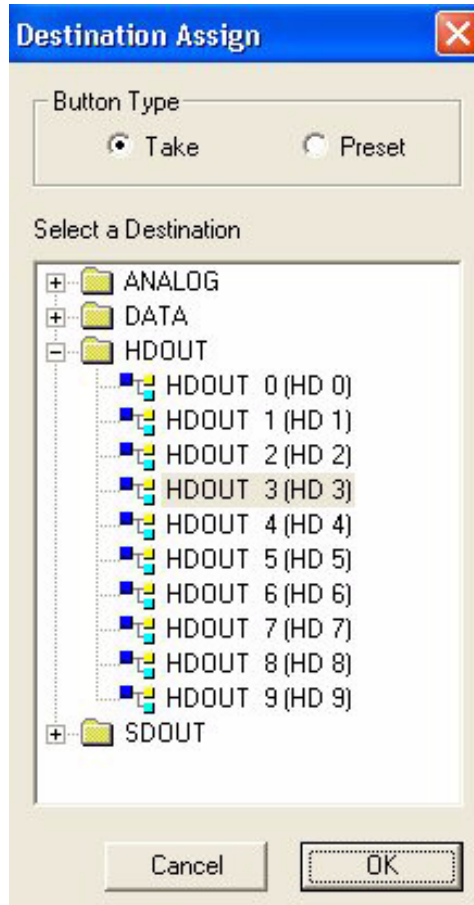 Destination Assign
Button Type
Take Preset
Select a Destination
ANALOG
DATA
HDOUT
HDOUT 0 (HD 0)
HDOUT 1 (HD 1)
HDOUT 2 (HD 2)
HDOUT 3 (HD 3)
HDOUT 4 (HD 4)
HDOUT 5 (HD 5)
HDOUT 6 (HD 6)
HDOUT 7 (HD 7)
HDOUT 8 (HD 8)
HDOUT 9 (HD 9)
SDOUT
Cancel OK